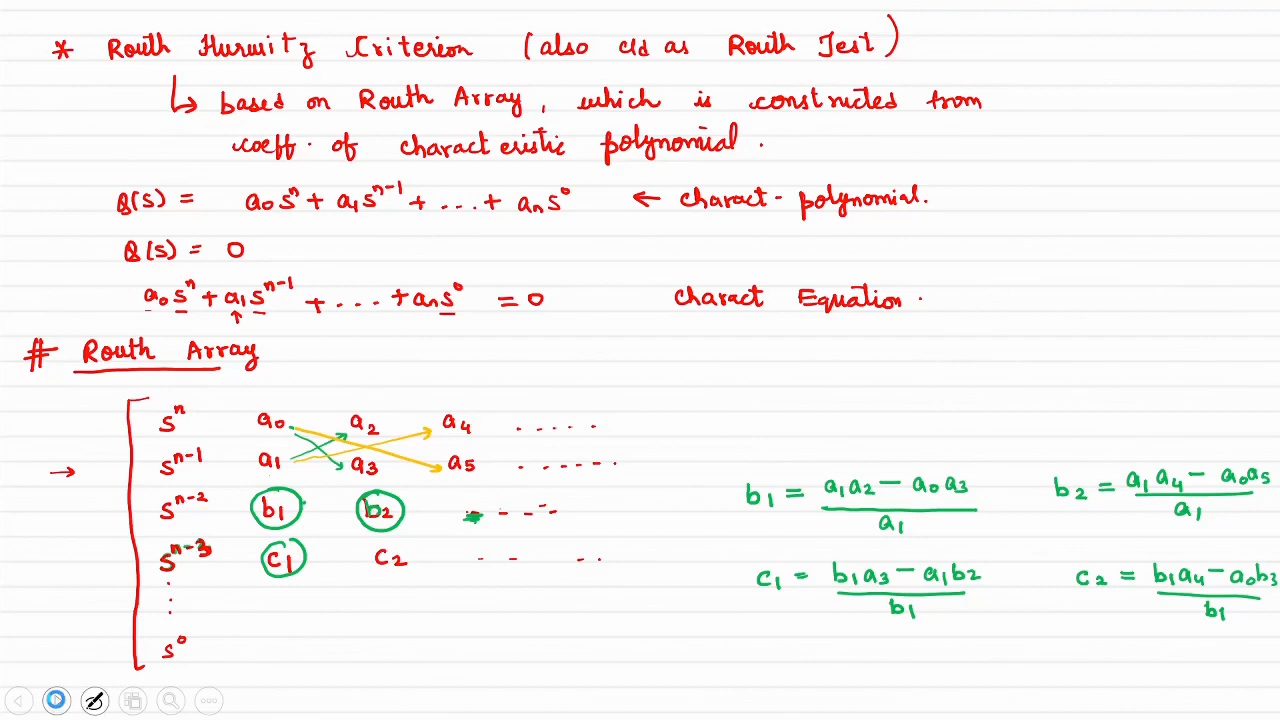 * Routh Hurwitz Criterion (also c/d as Routh Test)
↳ based on Routh Array, which is constructed from
coeff. of characteristic polynomial.
Q(s) = a₀sⁿ + a₁sⁿ⁻¹ + ... + aₙs⁰ ← charact- polynomial.
Q(s) = 0
a₀sⁿ + a₁sⁿ⁻¹ + .... + aₙs⁰ = 0 charact Equation.
# Routh Array
sⁿ a₀ a₂ a₄ .....
→ sⁿ⁻¹ a₁ a₃ a₅ ......
sⁿ⁻² b₁ b₂ - - - -
sⁿ⁻³ c₁ c₂ - - - -
⋮
s⁰
b₁ = (a₁a₂ − a₀a₃)/a₁ b₂ = (a₁a₄ − a₀a₅)/a₁
c₁ = (b₁a₃ − a₁b₂)/b₁ c₂ = (b₁a₄ − a₀b₃)/b₁